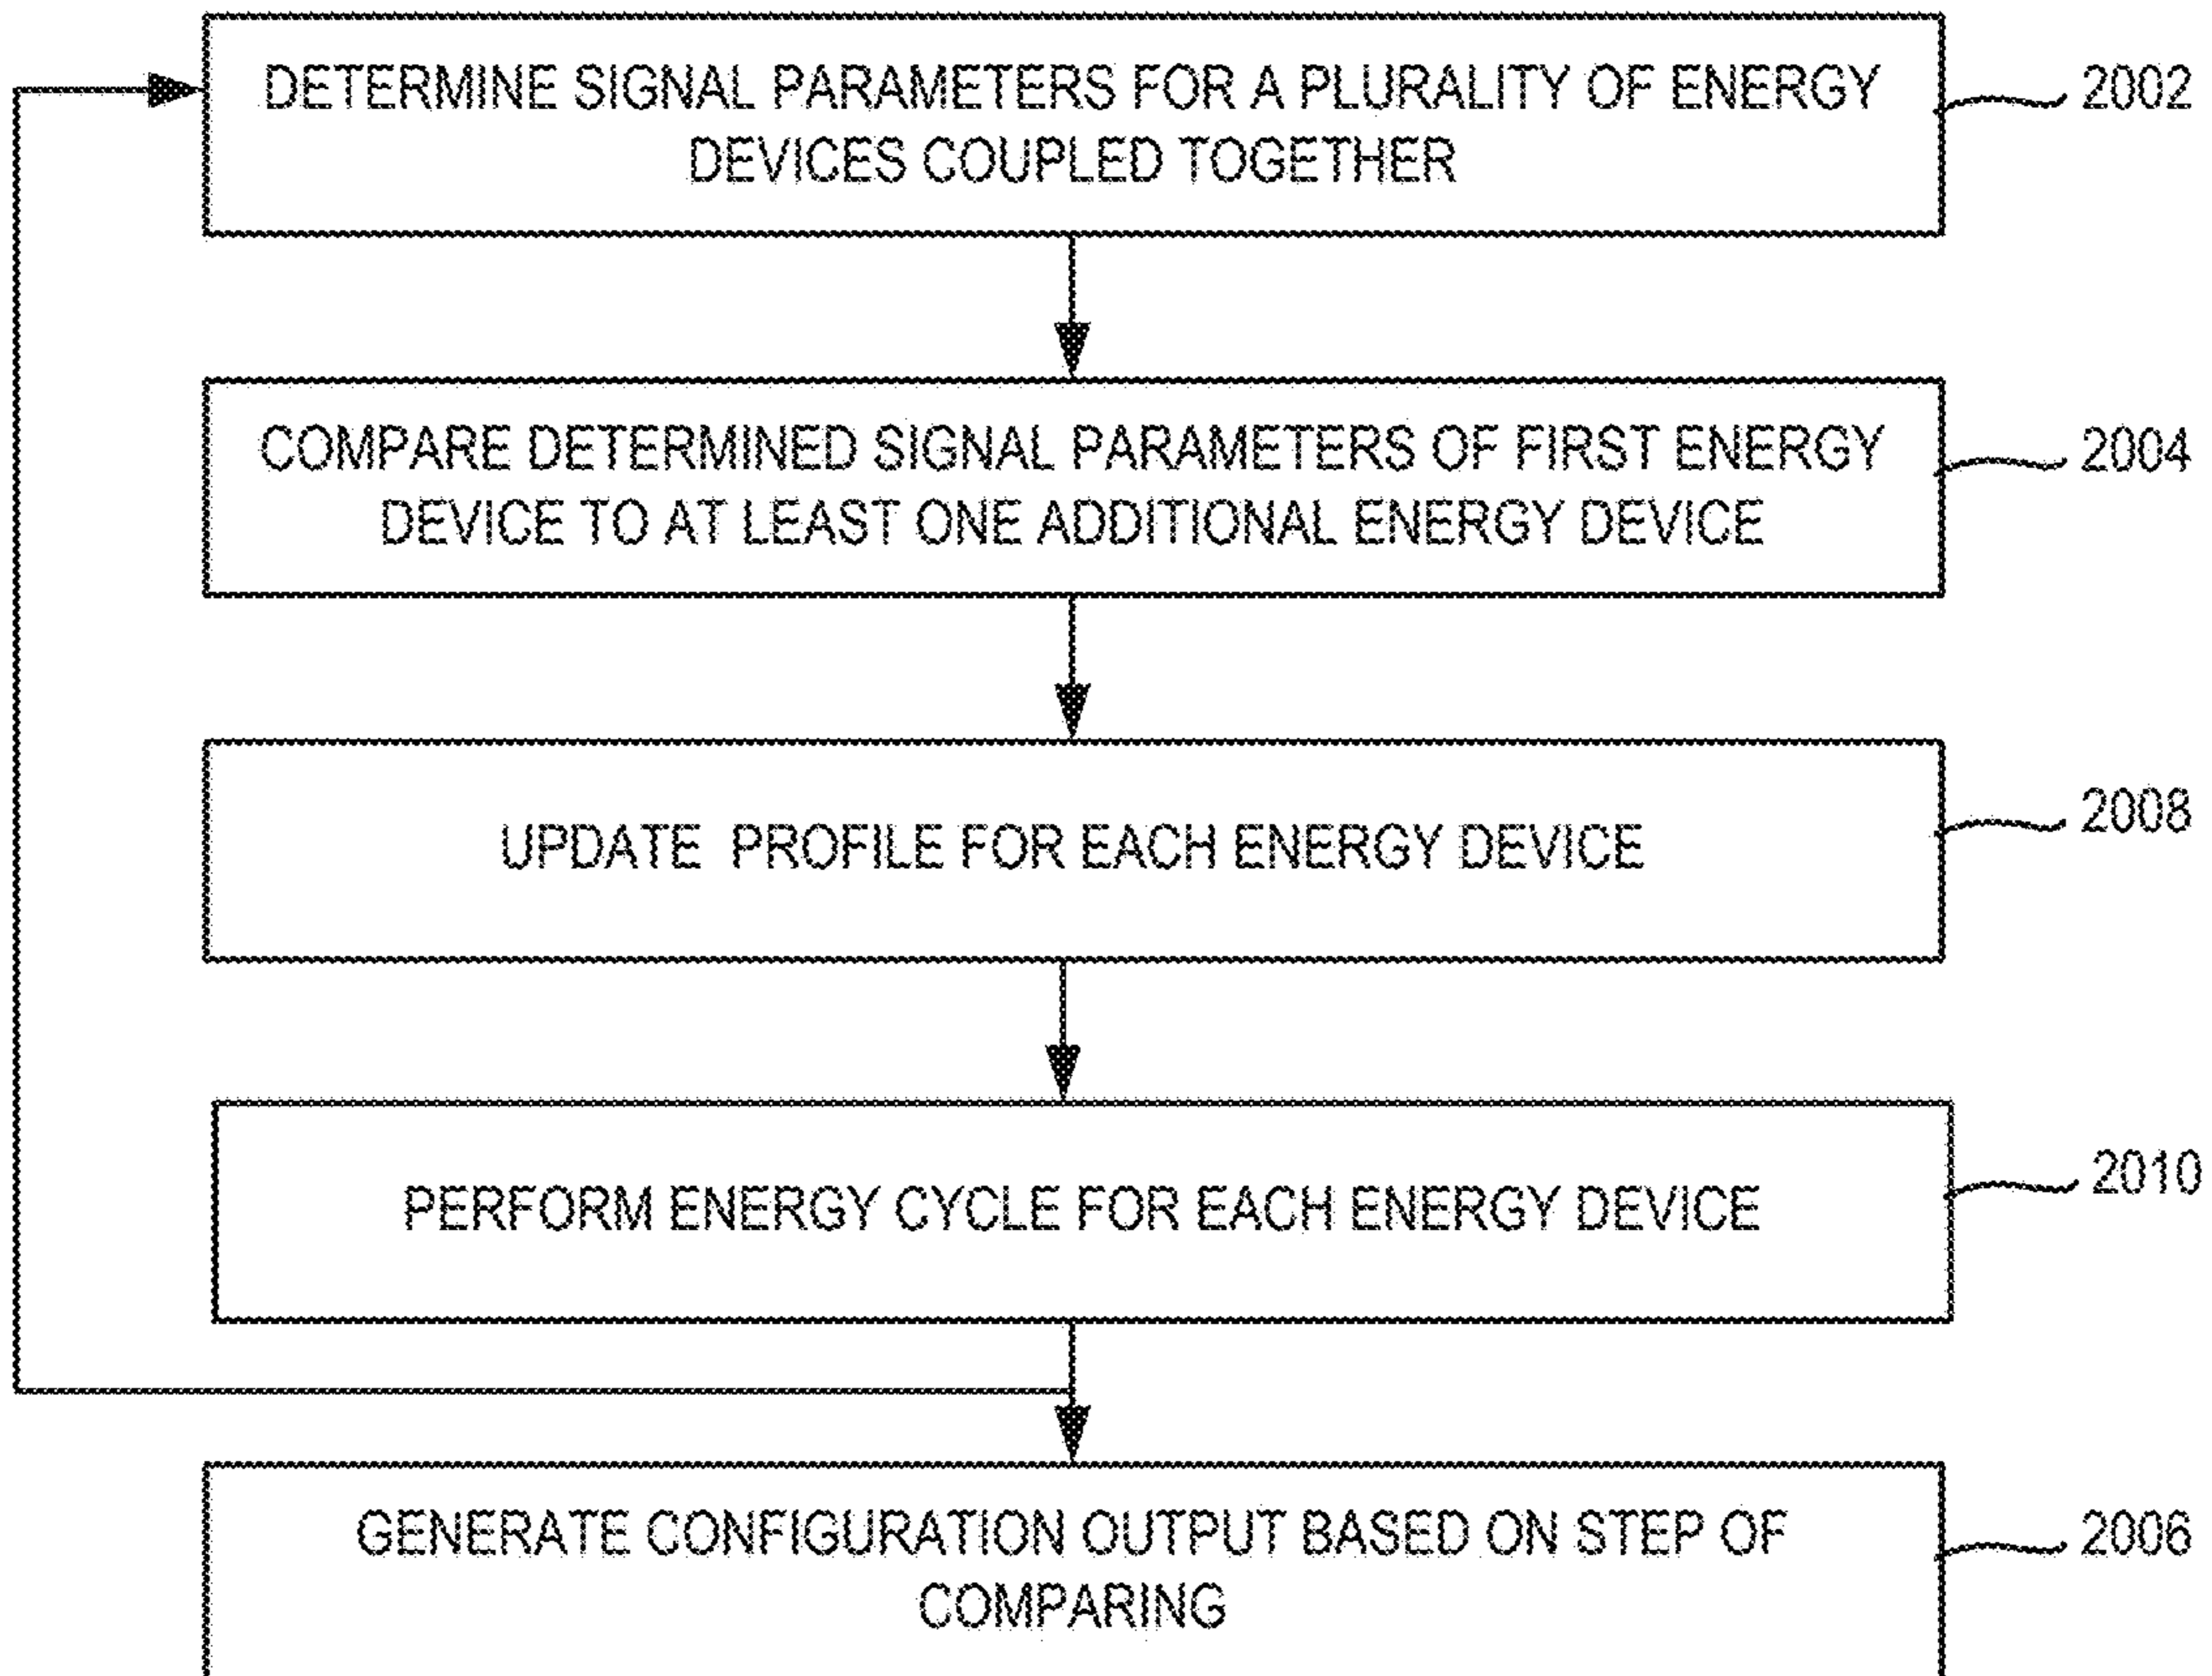 DETERMINE SIGNAL PARAMETERS FOR A PLURALITY OF ENERGY
DEVICES COUPLED TOGETHER
2002
COMPARE DETERMINED SIGNAL PARAMETERS OF FIRST ENERGY
DEVICE TO AT LEAST ONE ADDITIONAL ENERGY DEVICE
2004
UPDATE PROFILE FOR EACH ENERGY DEVICE
2008
PERFORM ENERGY CYCLE FOR EACH ENERGY DEVICE
2010
GENERATE CONFIGURATION OUTPUT BASED ON STEP OF
COMPARING
2006